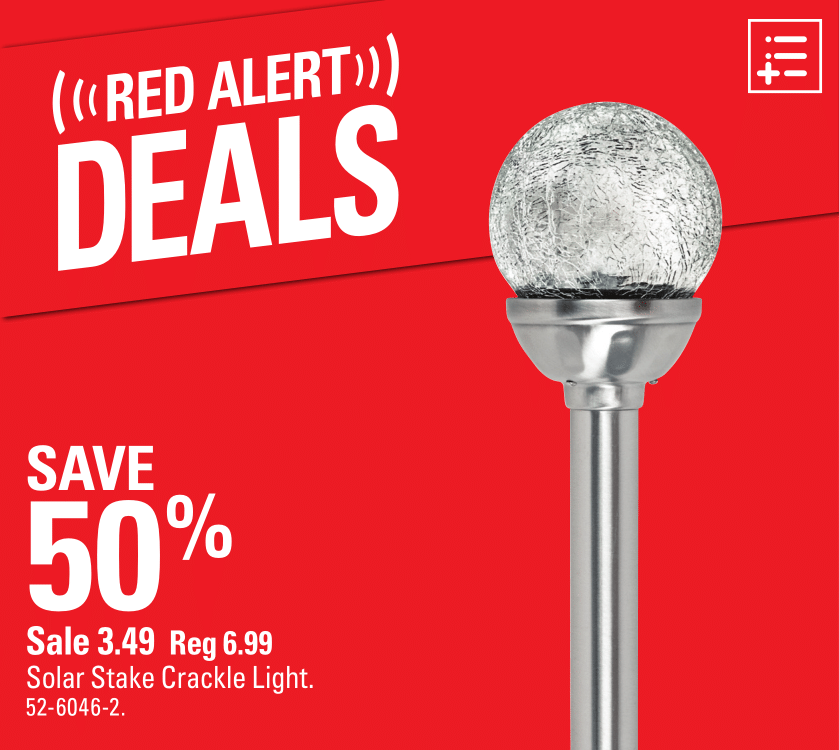 RED ALERT
DEALS
SAVE
50%
Sale 3.49 Reg 6.99
Solar Stake Crackle Light.
52-6046-2.